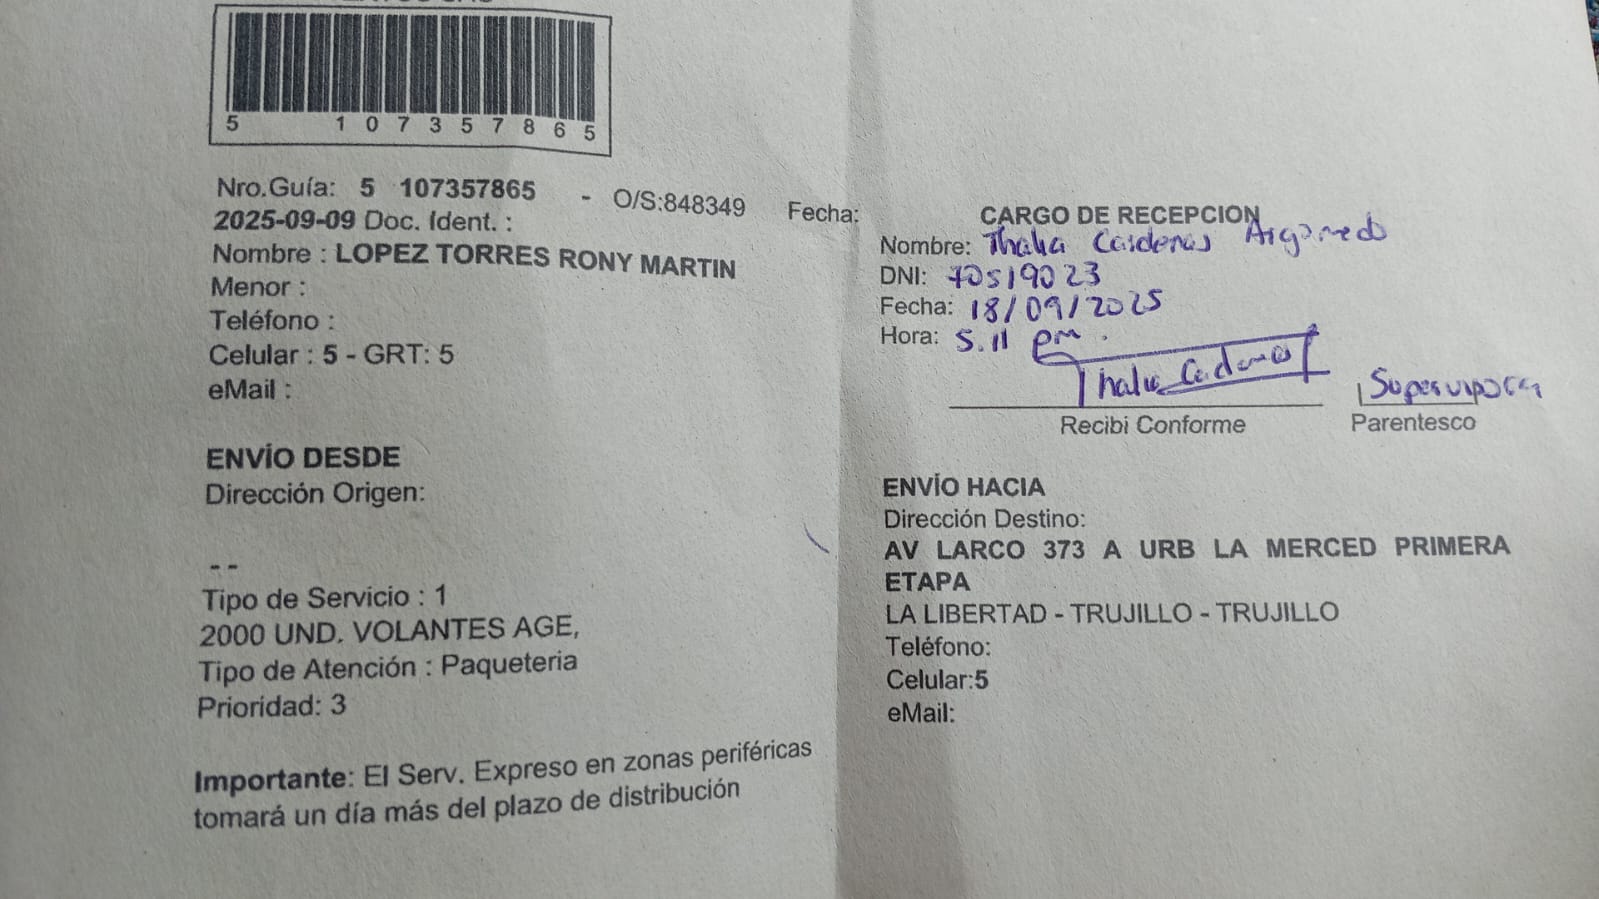 5 107357865
Nro.Guía: 5 107357865 - O/S:848349 Fecha:
2025-09-09 Doc. Ident. :
Nombre : LOPEZ TORRES RONY MARTIN
Menor :
Teléfono :
Celular : 5 - GRT: 5
eMail :
ENVÍO DESDE
Dirección Origen:
- -
Tipo de Servicio : 1
2000 UND. VOLANTES AGE,
Tipo de Atención : Paqueteria
Prioridad: 3
Importante: El Serv. Expreso en zonas periféricas
tomará un día más del plazo de distribución
CARGO DE RECEPCION
Nombre: Thalia Cardenas Argomedo
DNI: 70519023
Fecha: 18/09/2025
Hora: 5.11 pm.
Thalia Cardenas
Supervisora
Recibi Conforme Parentesco
ENVÍO HACIA
Dirección Destino:
AV LARCO 373 A URB LA MERCED PRIMERA
ETAPA
LA LIBERTAD - TRUJILLO - TRUJILLO
Teléfono:
Celular:5
eMail: